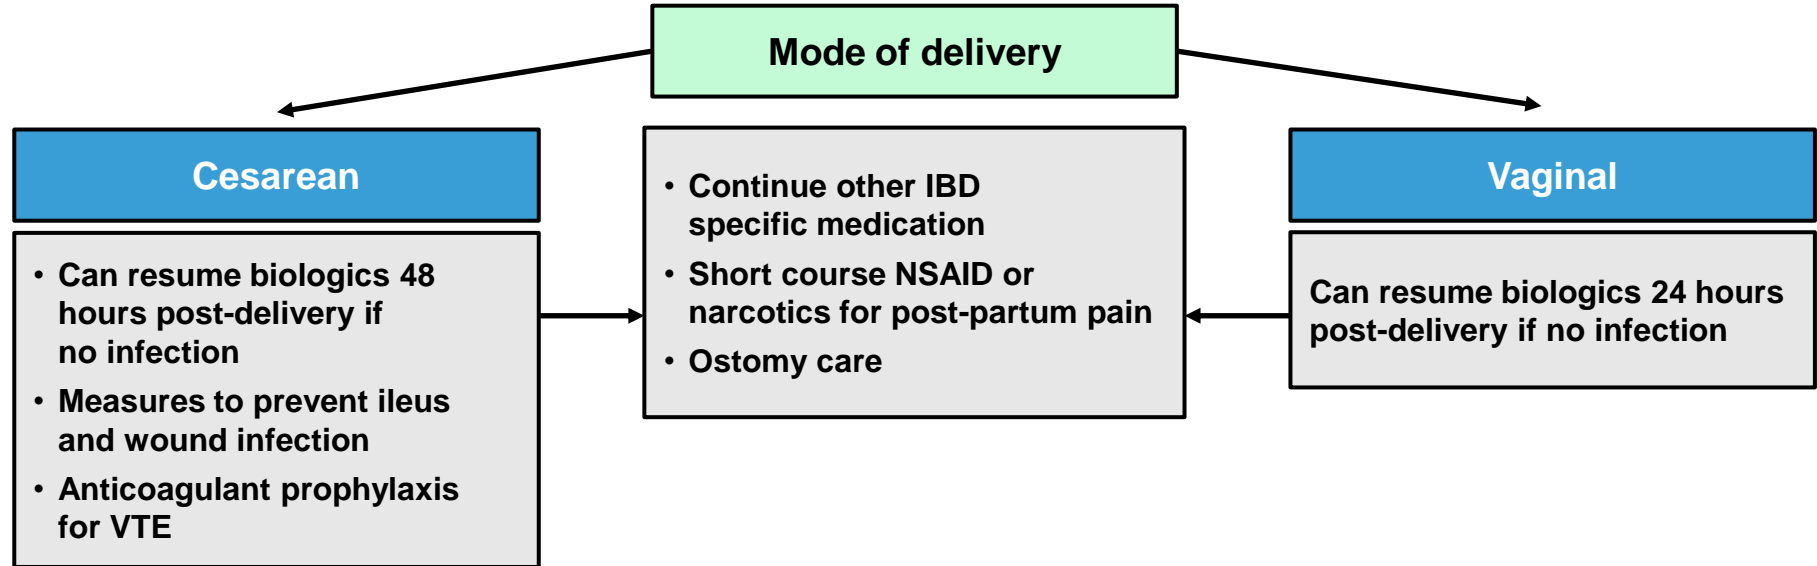 Mode of delivery
Cesarean
• Can resume biologics 48
hours post-delivery if
no infection
• Measures to prevent ileus
and wound infection
• Anticoagulant prophylaxis
for VTE
• Continue other IBD
specific medication
• Short course NSAID or
narcotics for post-partum pain
• Ostomy care
Vaginal
Can resume biologics 24 hours
post-delivery if no infection